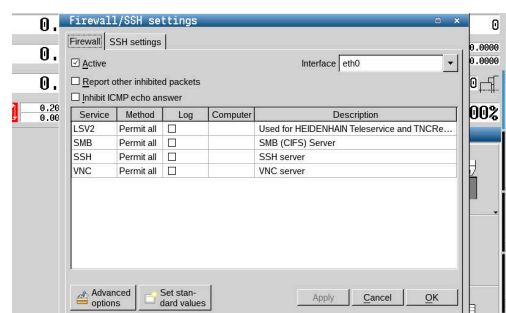 Firewall/SSH settings
Firewall SSH settings
Active Interface eth0
Report other inhibited packets
Inhibit ICMP echo answer
Service Method Log Computer Description
LSV2 Permit all Used for HEIDENHAIN Teleservice and TNCRe...
SMB Permit all SMB (CIFS) Server
SSH Permit all SSH server
VNC Permit all VNC server
Advanced options Set stan-dard values Apply Cancel OK
0.
0.
0.
0.20
0.00
0
0.0000
0.0000
0
00%